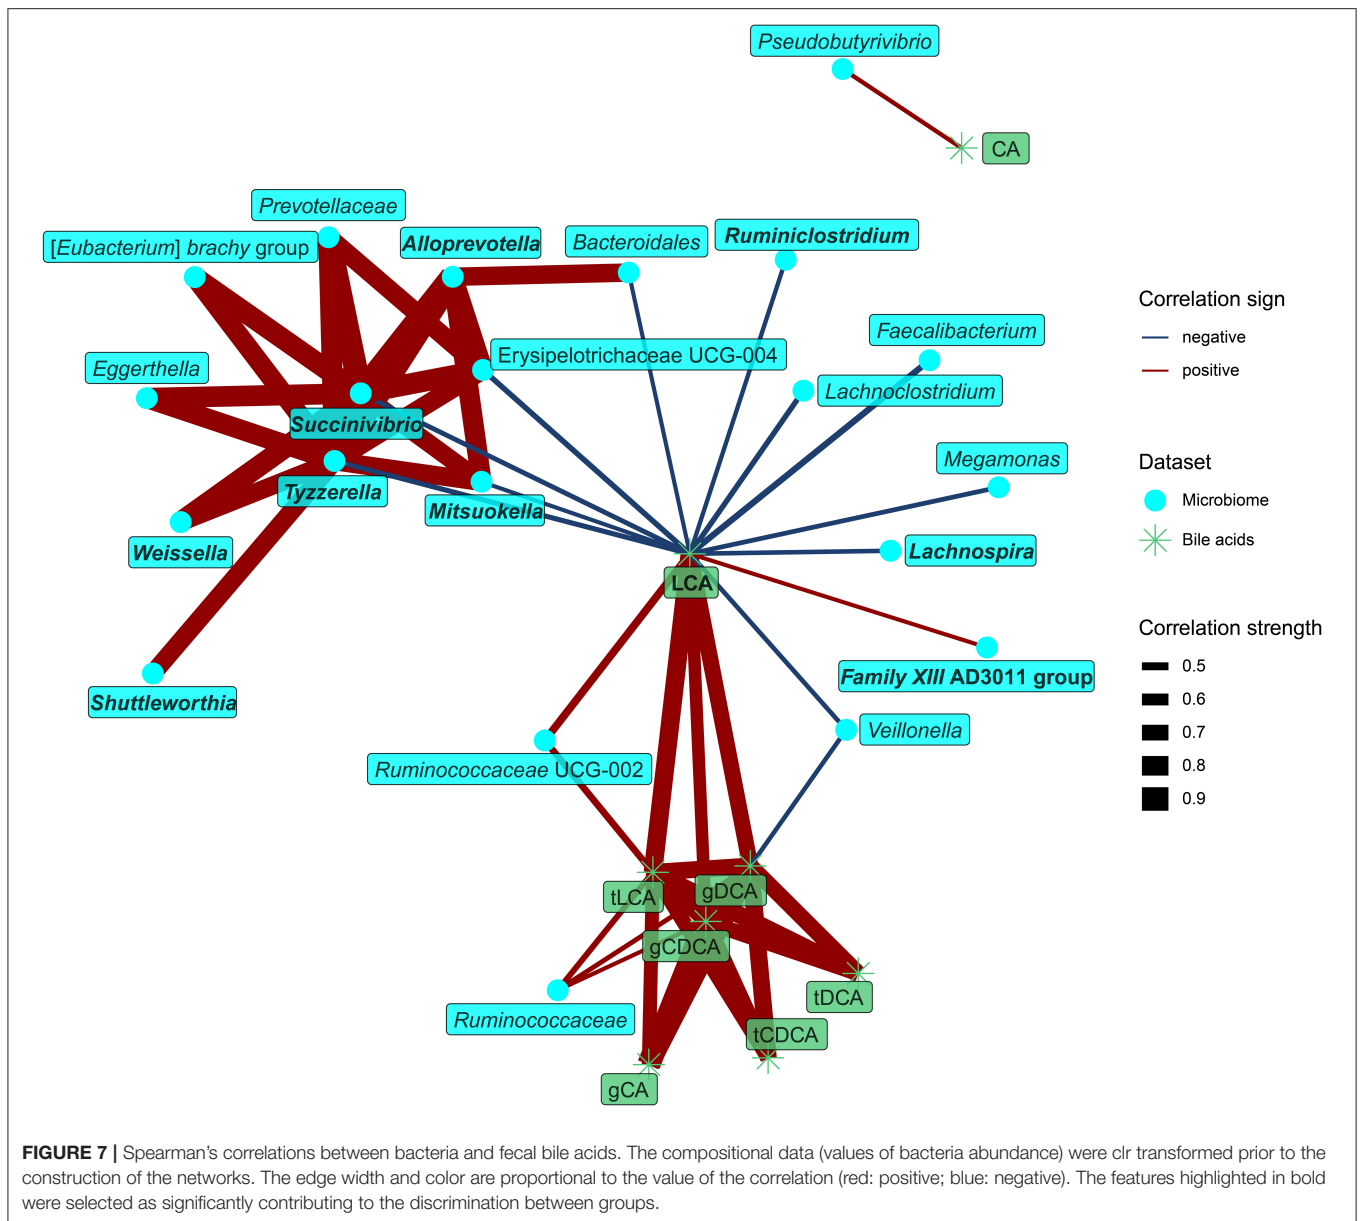 Pseudobutyrivibrio
CA
Prevotellaceae
[Eubacterium] brachy group
Alloprevotella
Bacteroidales
Ruminiclostridium
Correlation sign
negative
positive
Faecalibacterium
Erysipelotrichaceae UCG-004
Eggerthella
Lachnoclostridium
Succinivibrio
Megamonas
Dataset
Microbiome
Bile acids
Tyzzerella
Mitsuokella
Weissella
Lachnospira
LCA
Correlation strength
0.5
0.6
0.7
0.8
0.9
Family XIII AD3011 group
Shuttleworthia
Veillonella
Ruminococcaceae UCG-002
tLCA
gDCA
gCDCA
tDCA
Ruminococcaceae
tCDCA
gCA
FIGURE 7 | Spearman's correlations between bacteria and fecal bile acids. The compositional data (values of bacteria abundance) were clr transformed prior to the
construction of the networks. The edge width and color are proportional to the value of the correlation (red: positive; blue: negative). The features highlighted in bold
were selected as significantly contributing to the discrimination between groups.